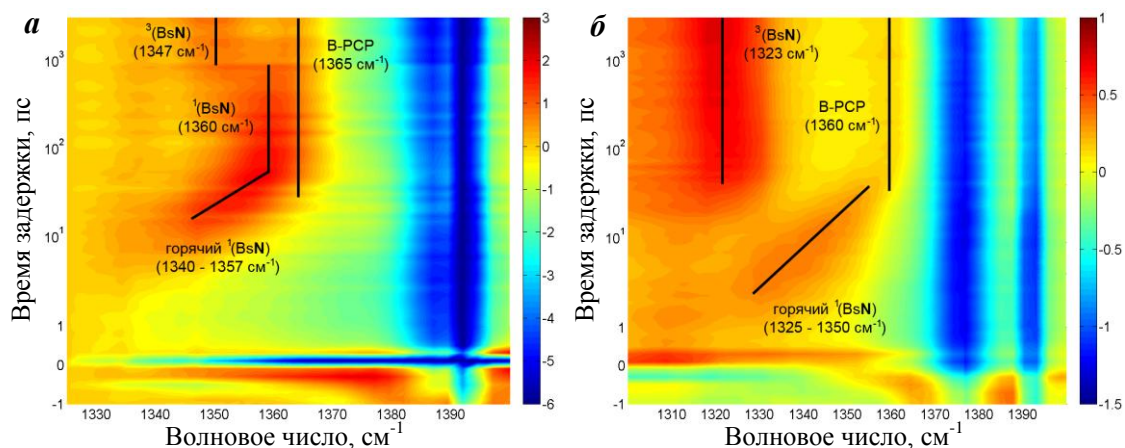 а
³(BsN)
(1347 см⁻¹)
¹(BsN)
(1360 см⁻¹)
В-РСР
(1365 см⁻¹)
горячий ¹(BsN)
(1340 - 1357 см⁻¹)
Время задержки, пс
10³
10²
10¹
1
0
-1
1330 1340 1350 1360 1370 1380 1390
Волновое число, см⁻¹
3
2
1
0
-1
-2
-3
-4
-5
-6
б
³(BsN)
(1323 см⁻¹)
В-РСР
(1360 см⁻¹)
горячий ¹(BsN)
(1325 - 1350 см⁻¹)
Время задержки, пс
10³
10²
10¹
1
0
-1
1310 1320 1330 1340 1350 1360 1370 1380 1390
Волновое число, см⁻¹
1
0.5
0
-0.5
-1
-1.5